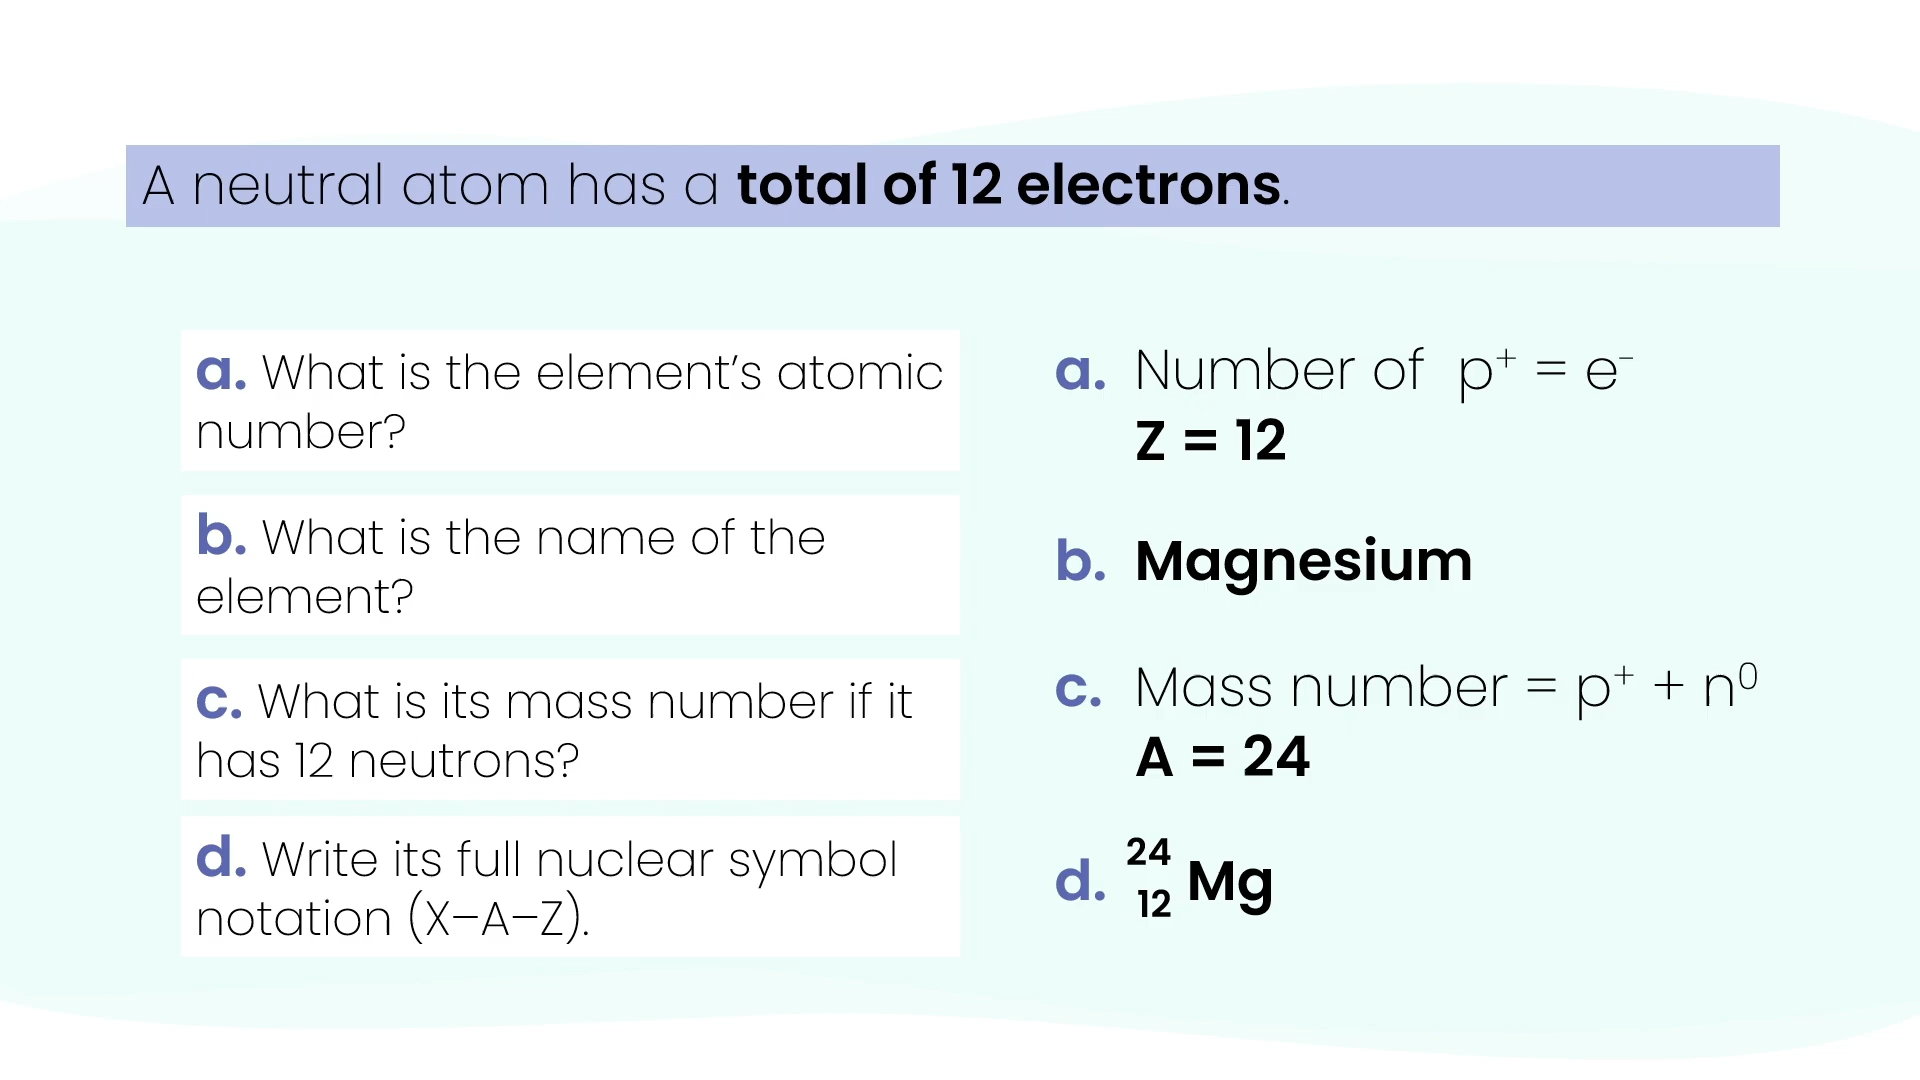 A neutral atom has a total of 12 electrons.
a. What is the element’s atomic
number?
b. What is the name of the
element?
c. What is its mass number if it
has 12 neutrons?
d. Write its full nuclear symbol
notation (X–A–Z).
a. Number of p⁺ = e⁻
Z = 12
b. Magnesium
c. Mass number = p⁺ + n⁰
A = 24
d. ²⁴₁₂ Mg